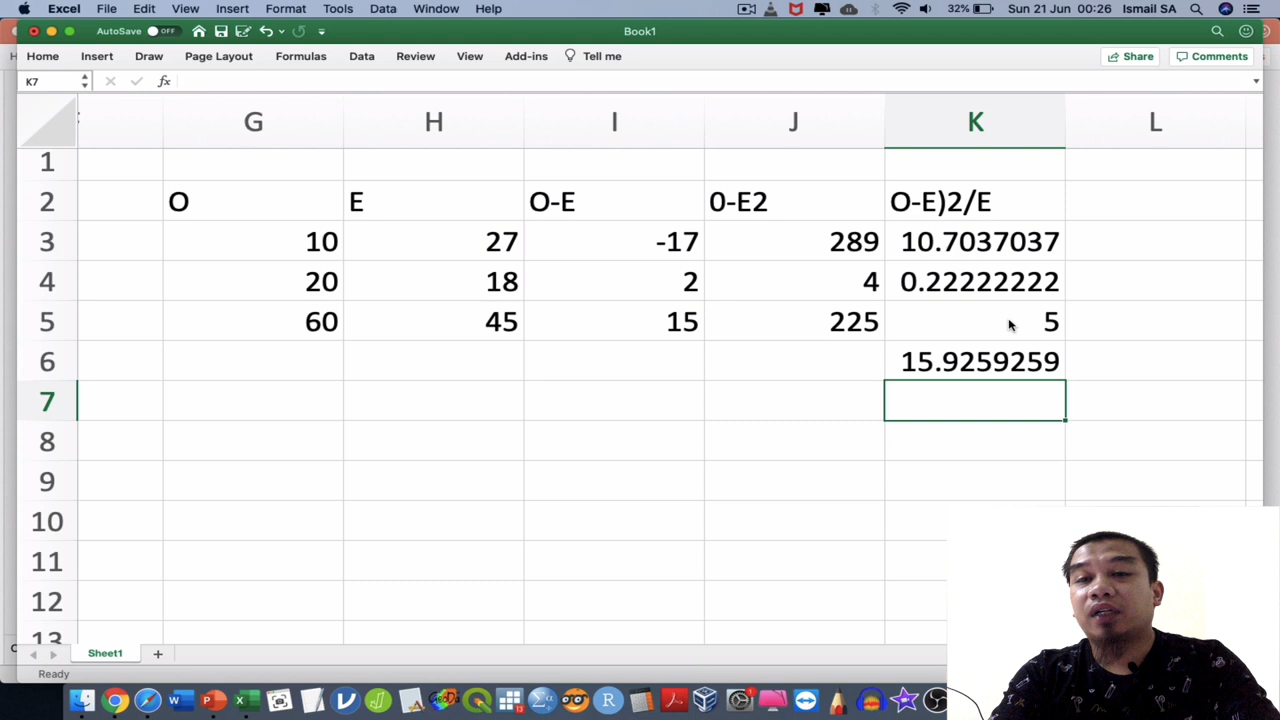 Excel File Edit View Insert Format Tools Data Window Help 32% Sun 21 Jun 00:26 Ismail SA
AutoSave OFF Book1
Home Insert Draw Page Layout Formulas Data Review View Add-ins Tell me Share Comments
K7 fx
G H I J K L
1
2 O E O-E 0-E2 O-E)2/E
3 10 27 -17 289 10.7037037
4 20 18 2 4 0.22222222
5 60 45 15 225 5
6 15.9259259
7
8
9
10
11
12
13
Sheet1
Ready